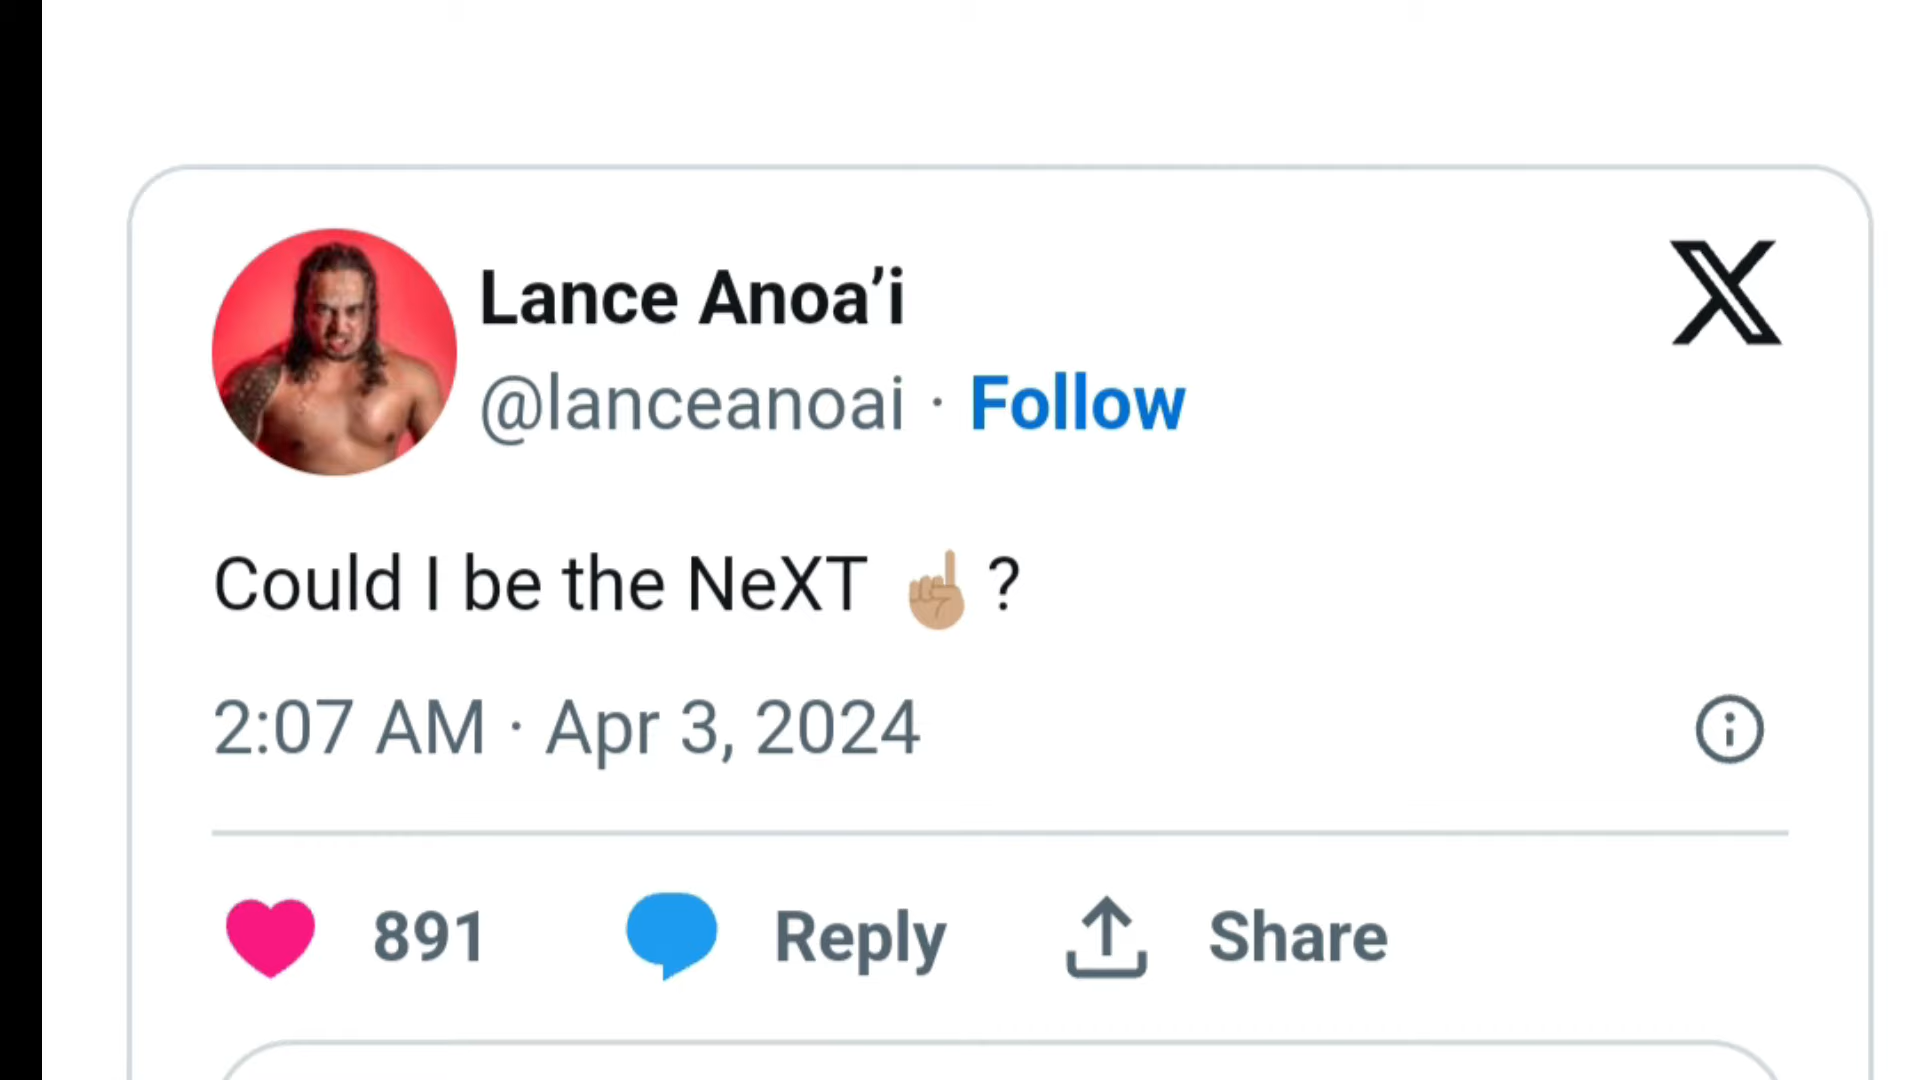 Lance Anoa’i
@lanceanoai · Follow
Could I be the NeXT ☝🏼?
2:07 AM · Apr 3, 2024
891 Reply Share